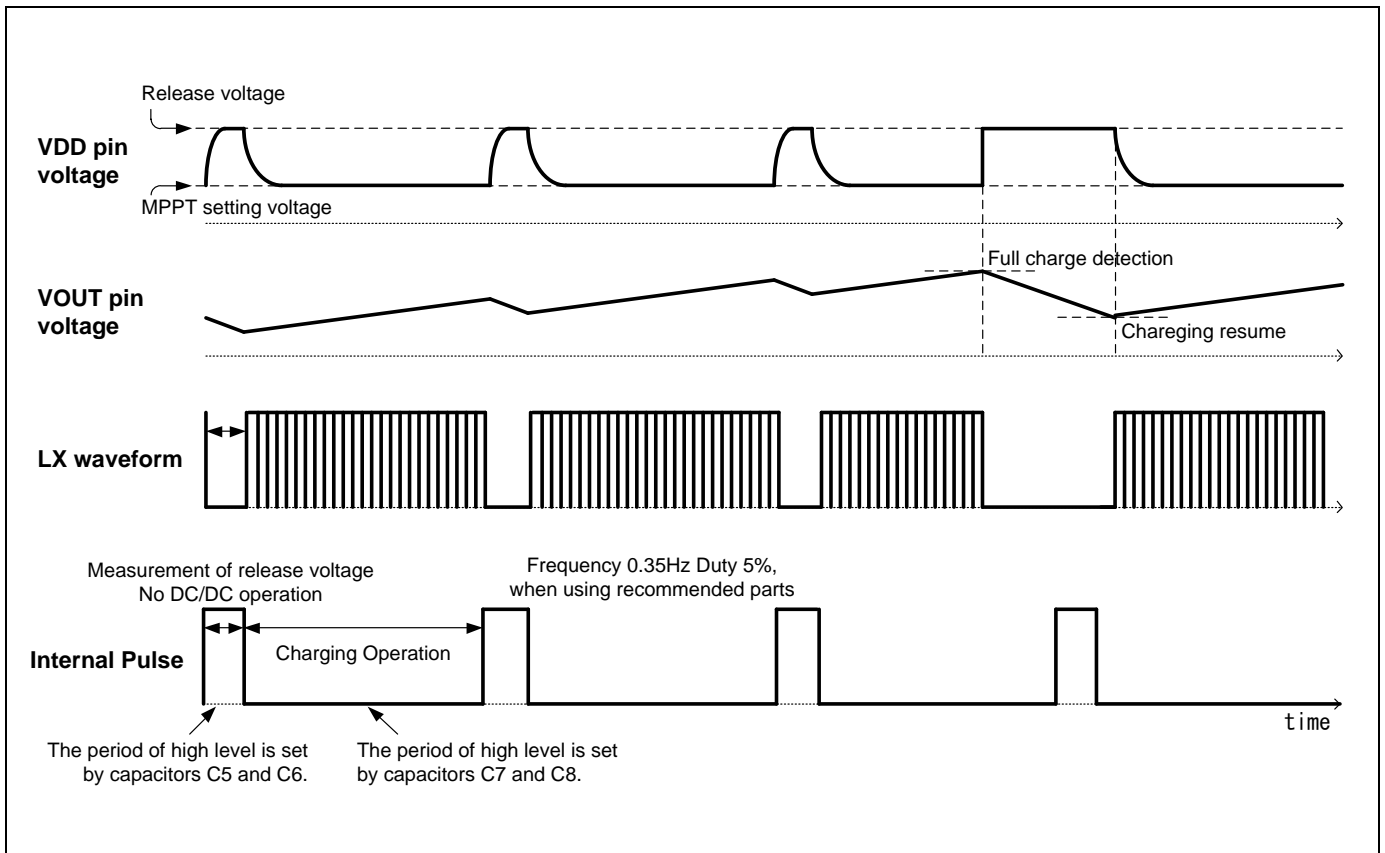 Release voltage
VDD pin
voltage
MPPT setting voltage
Full charge detection
VOUT pin
voltage
Chareging resume
LX waveform
Measurement of release voltage
No DC/DC operation
Frequency 0.35Hz Duty 5%,
when using recommended parts
Internal Pulse
Charging Operation
time
The period of high level is set
by capacitors C5 and C6.
The period of high level is set
by capacitors C7 and C8.